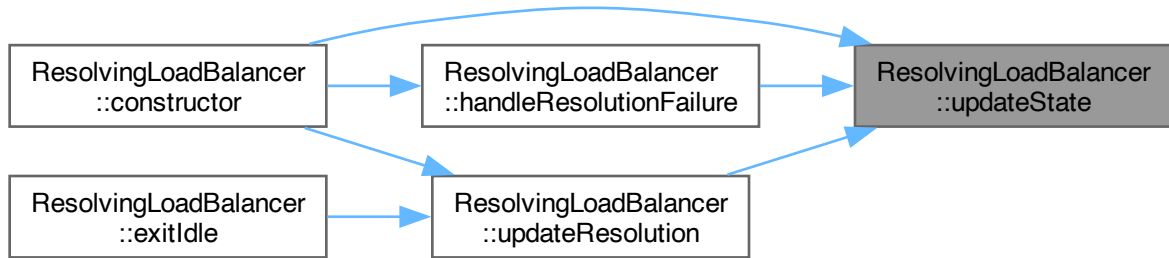 ResolvingLoadBalancer
::constructor
ResolvingLoadBalancer
::handleResolutionFailure
ResolvingLoadBalancer
::updateState
ResolvingLoadBalancer
::exitIdle
ResolvingLoadBalancer
::updateResolution